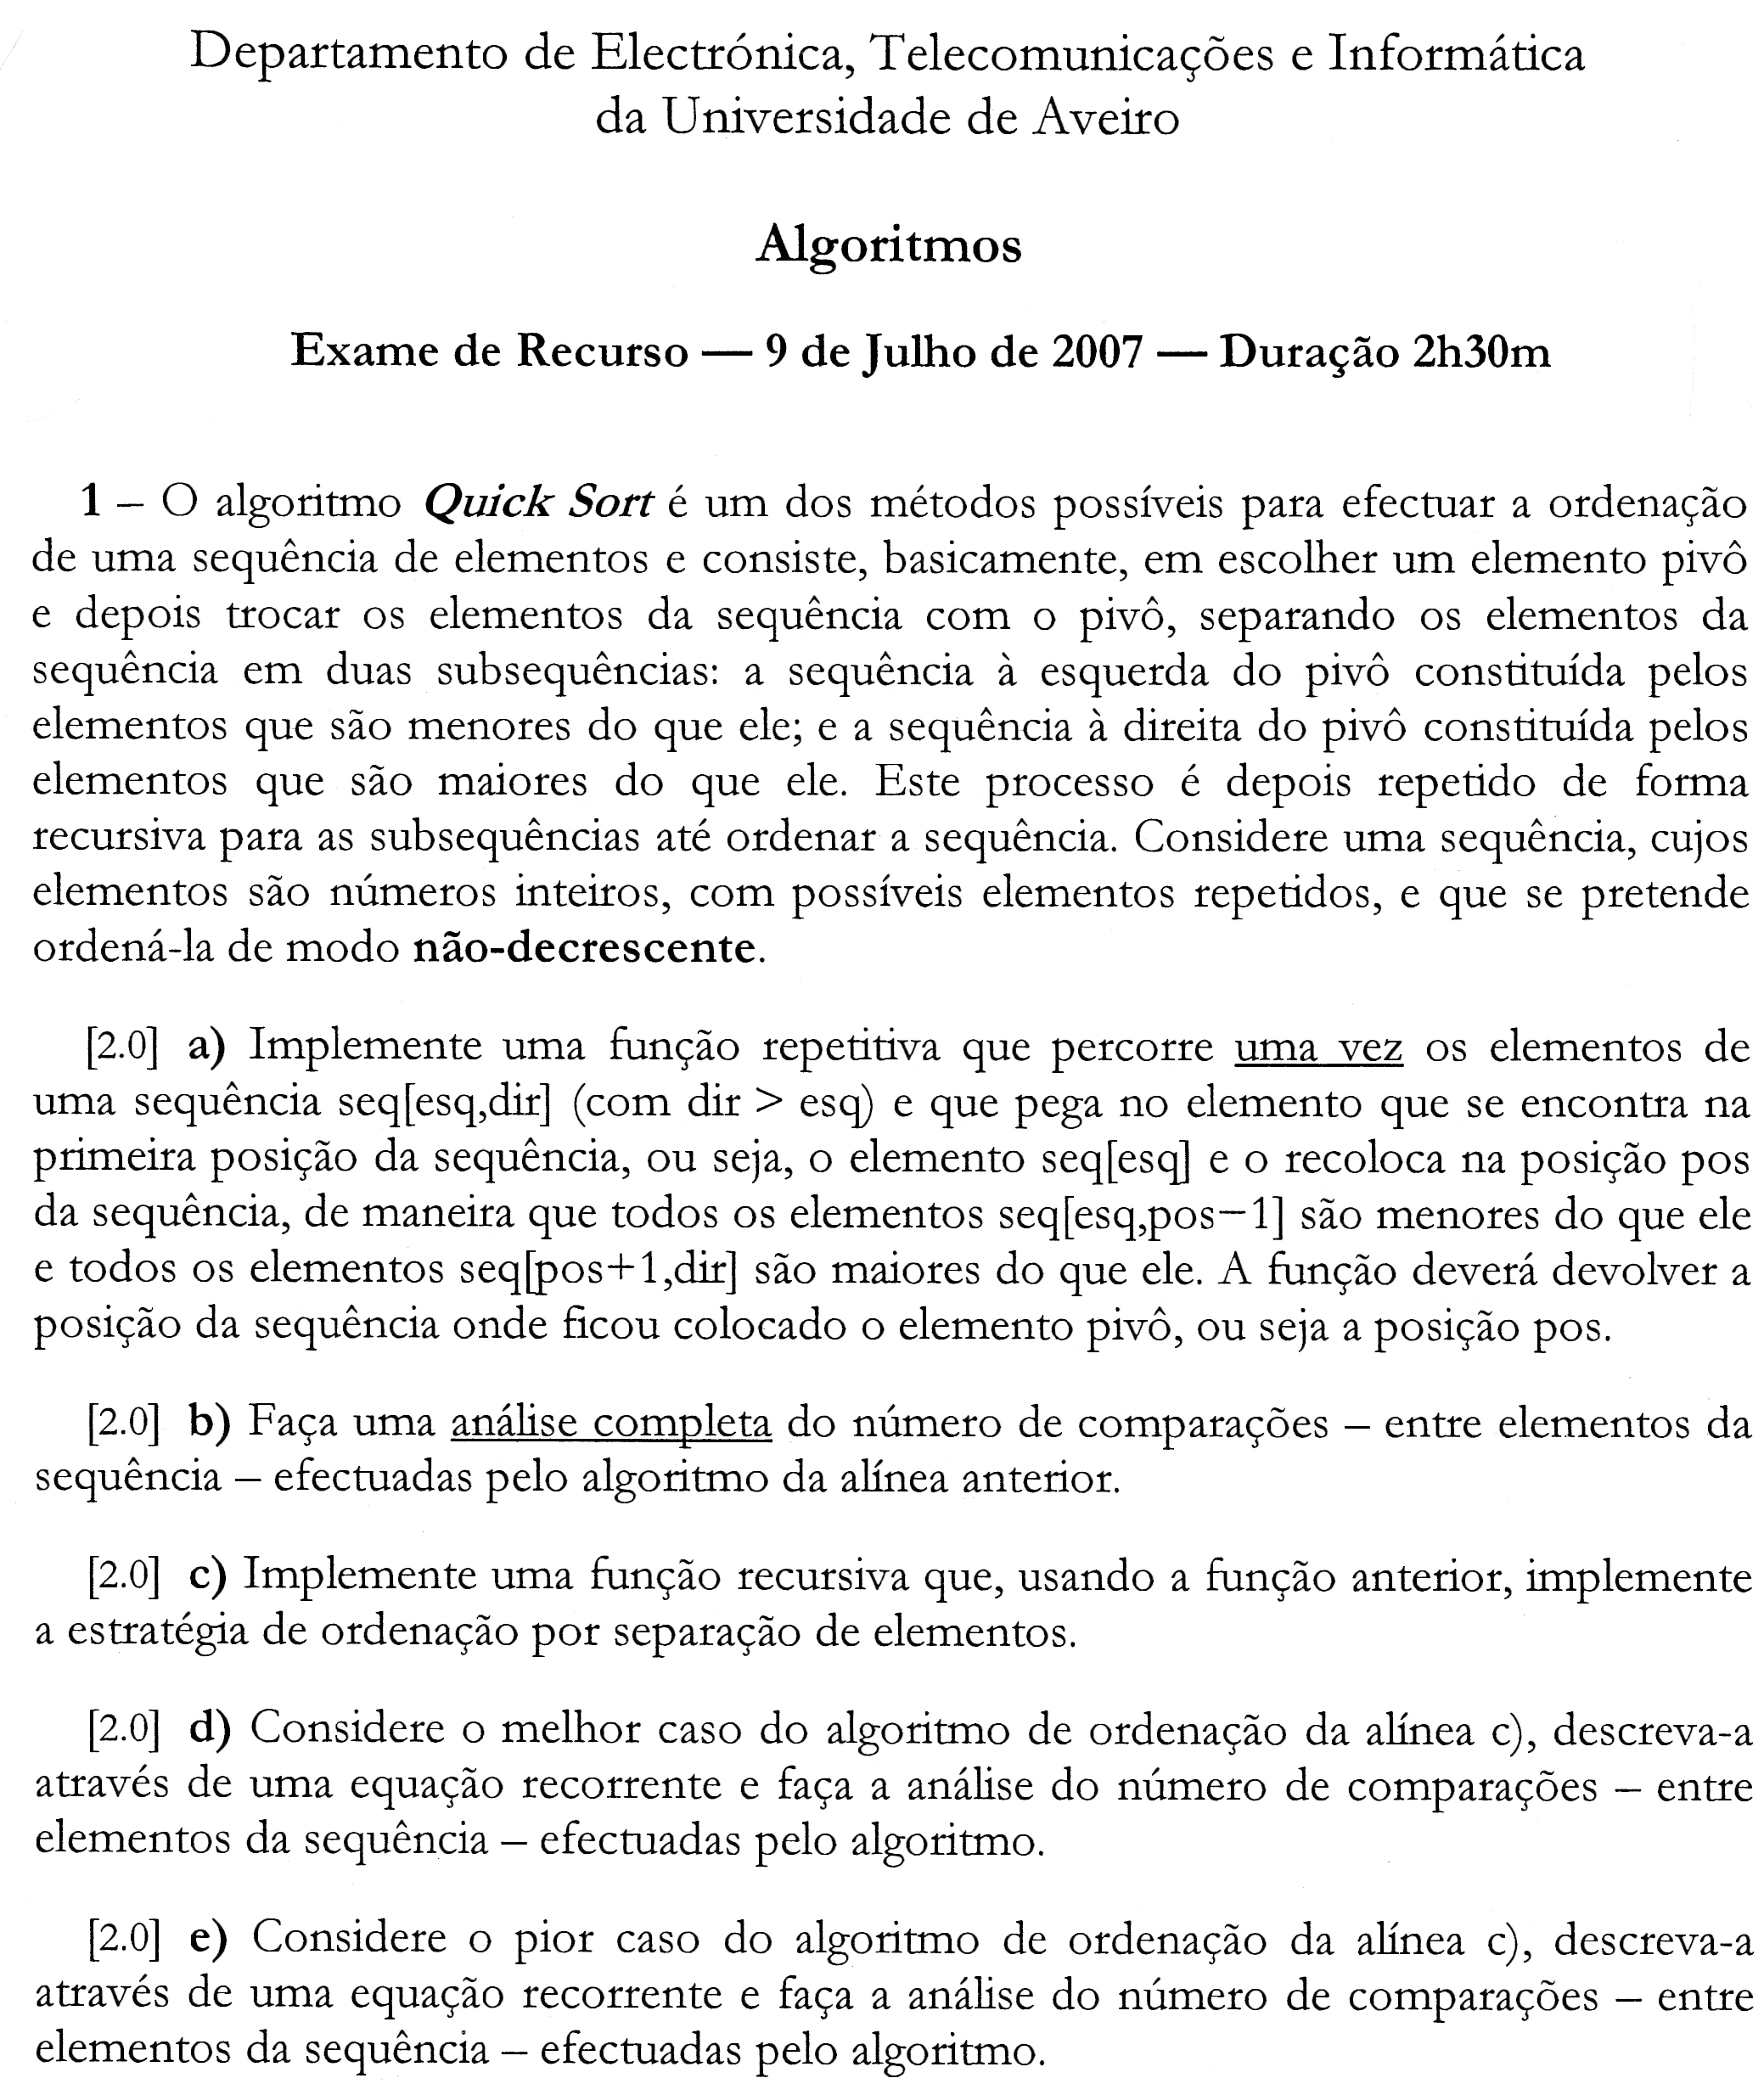 Departamento de Electrónica, Telecomunicações e Informática
da Universidade de Aveiro
Algoritmos
Exame de Recurso — 9 de Julho de 2007 — Duração 2h30m
1 – O algoritmo Quick Sort é um dos métodos possíveis para efectuar a ordenação
de uma sequência de elementos e consiste, basicamente, em escolher um elemento pivô
e depois trocar os elementos da sequência com o pivô, separando os elementos da
sequência em duas subsequências: a sequência à esquerda do pivô constituída pelos
elementos que são menores do que ele; e a sequência à direita do pivô constituída pelos
elementos que são maiores do que ele. Este processo é depois repetido de forma
recursiva para as subsequências até ordenar a sequência. Considere uma sequência, cujos
elementos são números inteiros, com possíveis elementos repetidos, e que se pretende
ordená-la de modo não-decrescente.
[2.0] a) Implemente uma função repetitiva que percorre uma vez os elementos de
uma sequência seq[esq,dir] (com dir > esq) e que pega no elemento que se encontra na
primeira posição da sequência, ou seja, o elemento seq[esq] e o recoloca na posição pos
da sequência, de maneira que todos os elementos seq[esq,pos−1] são menores do que ele
e todos os elementos seq[pos+1,dir] são maiores do que ele. A função deverá devolver a
posição da sequência onde ficou colocado o elemento pivô, ou seja a posição pos.
[2.0] b) Faça uma análise completa do número de comparações – entre elementos da
sequência – efectuadas pelo algoritmo da alínea anterior.
[2.0] c) Implemente uma função recursiva que, usando a função anterior, implemente
a estratégia de ordenação por separação de elementos.
[2.0] d) Considere o melhor caso do algoritmo de ordenação da alínea c), descreva-a
através de uma equação recorrente e faça a análise do número de comparações – entre
elementos da sequência – efectuadas pelo algoritmo.
[2.0] e) Considere o pior caso do algoritmo de ordenação da alínea c), descreva-a
através de uma equação recorrente e faça a análise do número de comparações – entre
elementos da sequência – efectuadas pelo algoritmo.